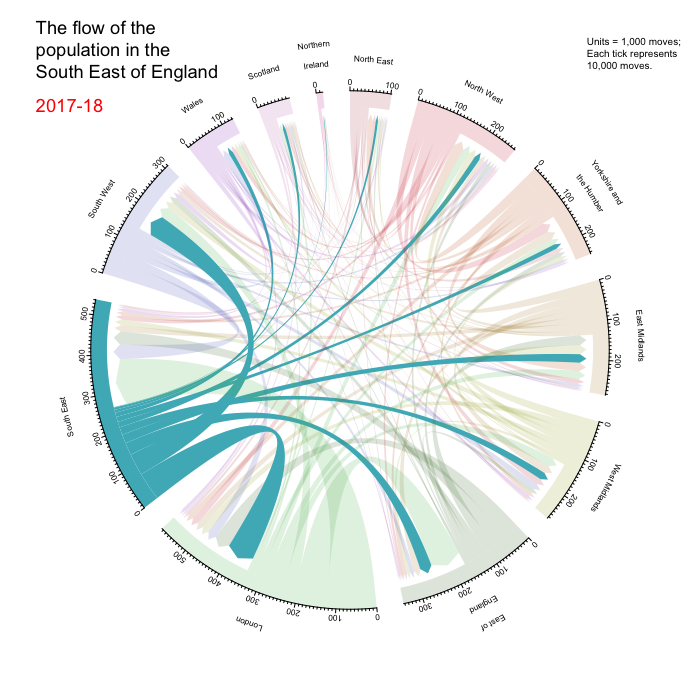 The flow of the
population in the
South East of England
2017-18
Units = 1,000 moves;
Each tick represents
10,000 moves.
Northern
Ireland
0
North East
0
100
North West
0
100
200
Yorkshire and
the Humber
0
100
200
East Midlands
0
100
200
West Midlands
0
100
200
East of
England
0
100
200
300
London
0
100
200
300
400
500
South East
0
100
200
300
400
500
South West
0
100
200
300
Wales
0
100
Scotland
0